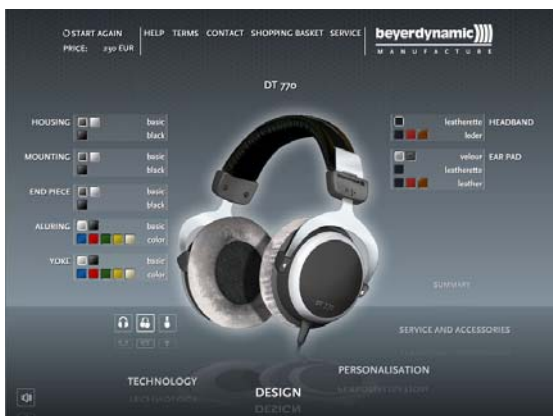 START AGAIN
PRICE: 230 EUR
HELP TERMS CONTACT SHOPPING BASKET SERVICE
beyerdynamic
MANUFACTURE
DT 770
HOUSING basic
black
MOUNTING basic
black
END PIECE basic
black
ALURING basic
color
YOKE basic
color
leatherette HEADBAND
leder
velour EAR PAD
leatherette
leather
DT 770
SUMMARY
SERVICE AND ACCESSORIES
PERSONALISATION
TECHNOLOGY
DESIGN